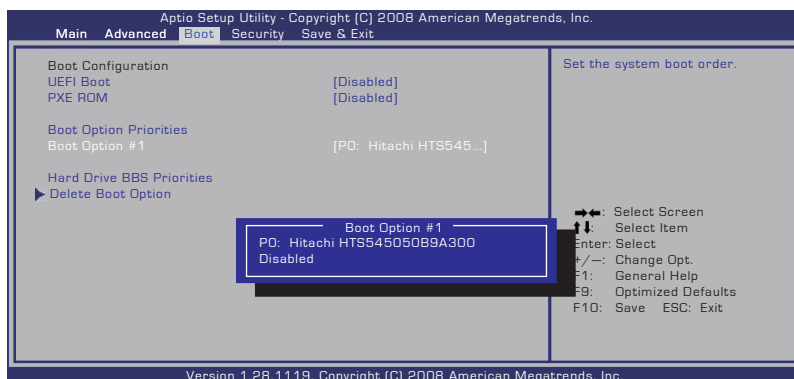 Aptio Setup Utility - Copyright (C) 2008 American Megatrends, Inc.
Main Advanced Boot Security Save & Exit
Boot Configuration
UEFI Boot [Disabled]
PXE ROM [Disabled]
Boot Option Priorities
Boot Option #1 [P0: Hitachi HTS545...]
Hard Drive BBS Priorities
Delete Boot Option
Boot Option #1
P0: Hitachi HTS545050B9A300
Disabled
Set the system boot order.
→←: Select Screen
↑↓: Select Item
Enter: Select
+/—: Change Opt.
F1: General Help
F9: Optimized Defaults
F10: Save ESC: Exit
Version 1.28.1119. Copyright (C) 2008 American Megatrends, Inc.